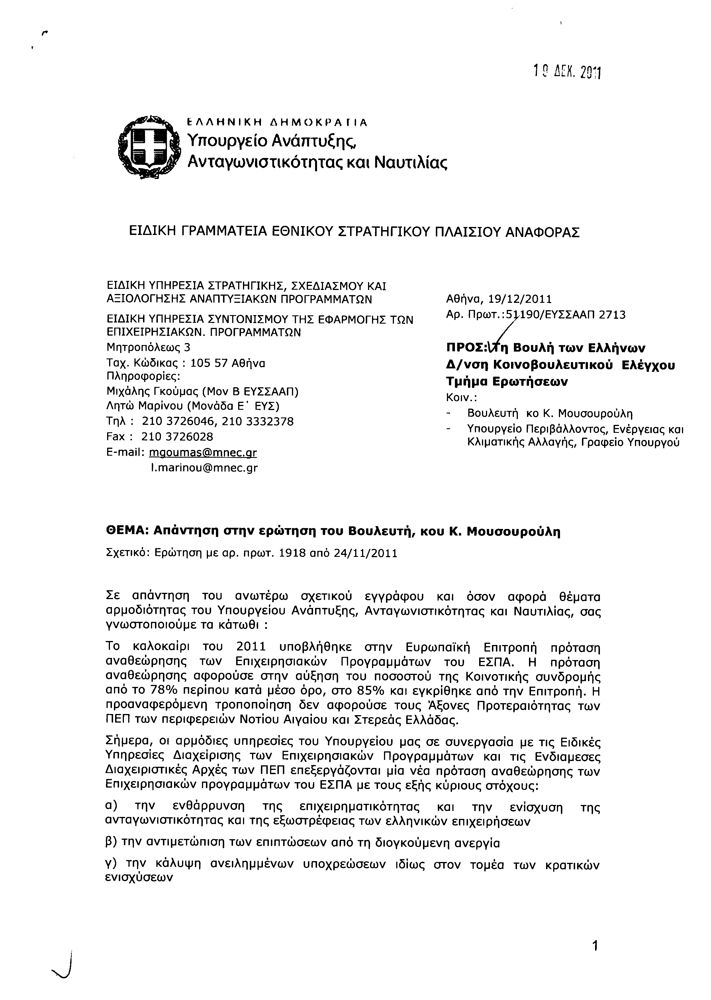 19 ΔΕΚ. 2011
ΕΛΛΗΝΙΚΗ ΔΗΜΟΚΡΑΤΙΑ
Υπουργείο Ανάπτυξης,
Ανταγωνιστικότητας και Ναυτιλίας
ΕΙΔΙΚΗ ΓΡΑΜΜΑΤΕΙΑ ΕΘΝΙΚΟΥ ΣΤΡΑΤΗΓΙΚΟΥ ΠΛΑΙΣΙΟΥ ΑΝΑΦΟΡΑΣ
ΕΙΔΙΚΗ ΥΠΗΡΕΣΙΑ ΣΤΡΑΤΗΓΙΚΗΣ, ΣΧΕΔΙΑΣΜΟΥ ΚΑΙ
ΑΞΙΟΛΟΓΗΣΗΣ ΑΝΑΠΤΥΞΙΑΚΩΝ ΠΡΟΓΡΑΜΜΑΤΩΝ
ΕΙΔΙΚΗ ΥΠΗΡΕΣΙΑ ΣΥΝΤΟΝΙΣΜΟΥ ΤΗΣ ΕΦΑΡΜΟΓΗΣ ΤΩΝ
ΕΠΙΧΕΙΡΗΣΙΑΚΩΝ. ΠΡΟΓΡΑΜΜΑΤΩΝ
Μητροπόλεως 3
Ταχ. Κώδικας : 105 57 Αθήνα
Πληροφορίες:
Μιχάλης Γκούμας (Μον Β ΕΥΣΣΑΑΠ)
Λητώ Μαρίνου (Μονάδα Ε΄ ΕΥΣ)
Τηλ : 210 3726046, 210 3332378
Fax : 210 3726028
E-mail: mgoumas@mnec.gr
l.marinou@mnec.gr
Αθήνα, 19/12/2011
Αρ. Πρωτ.:51190/ΕΥΣΣΑΑΠ 2713
ΠΡΟΣ: Τη Βουλή των Ελλήνων
Δ/νση Κοινοβουλευτικού Ελέγχου
Τμήμα Ερωτήσεων
Κοιν.:
- Βουλευτή κο Κ. Μουσουρούλη
- Υπουργείο Περιβάλλοντος, Ενέργειας και
Κλιματικής Αλλαγής, Γραφείο Υπουργού
ΘΕΜΑ: Απάντηση στην ερώτηση του Βουλευτή, κου Κ. Μουσουρούλη
Σχετικό: Ερώτηση με αρ. πρωτ. 1918 από 24/11/2011
Σε απάντηση του ανωτέρω σχετικού εγγράφου και όσον αφορά θέματα
αρμοδιότητας του Υπουργείου Ανάπτυξης, Ανταγωνιστικότητας και Ναυτιλίας, σας
γνωστοποιούμε τα κάτωθι :
Το καλοκαίρι του 2011 υποβλήθηκε στην Ευρωπαϊκή Επιτροπή πρόταση
αναθεώρησης των Επιχειρησιακών Προγραμμάτων του ΕΣΠΑ. Η πρόταση
αναθεώρησης αφορούσε στην αύξηση του ποσοστού της Κοινοτικής συνδρομής
από το 78% περίπου κατά μέσο όρο, στο 85% και εγκρίθηκε από την Επιτροπή. Η
προαναφερόμενη τροποποίηση δεν αφορούσε τους Άξονες Προτεραιότητας των
ΠΕΠ των περιφερειών Νοτίου Αιγαίου και Στερεάς Ελλάδας.
Σήμερα, οι αρμόδιες υπηρεσίες του Υπουργείου μας σε συνεργασία με τις Ειδικές
Υπηρεσίες Διαχείρισης των Επιχειρησιακών Προγραμμάτων και τις Ενδιαμεσες
Διαχειριστικές Αρχές των ΠΕΠ επεξεργάζονται μία νέα πρόταση αναθεώρησης των
Επιχειρησιακών προγραμμάτων του ΕΣΠΑ με τους εξής κύριους στόχους:
α) την ενθάρρυνση της επιχειρηματικότητας και την ενίσχυση της
ανταγωνιστικότητας και της εξωστρέφειας των ελληνικών επιχειρήσεων
β) την αντιμετώπιση των επιπτώσεων από τη διογκούμενη ανεργία
γ) την κάλυψη ανειλημμένων υποχρεώσεων ιδίως στον τομέα των κρατικών
ενισχύσεων
1